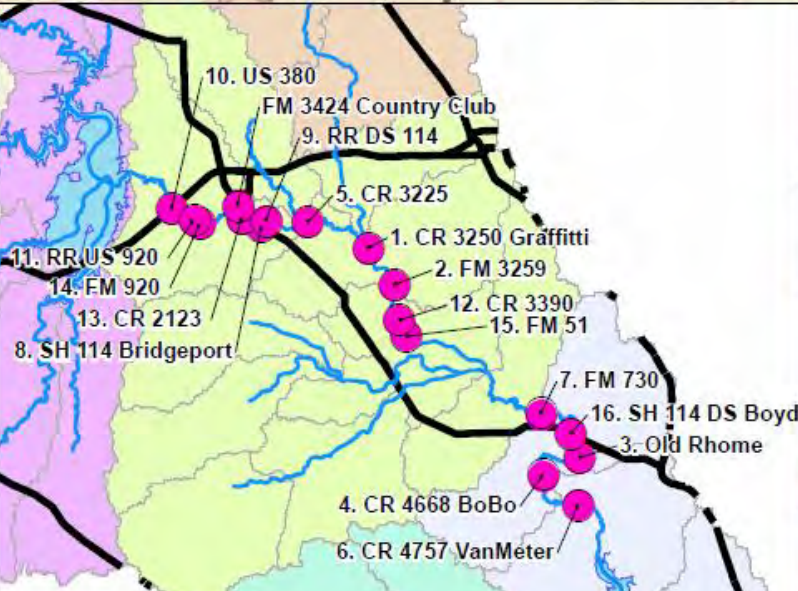 10. US 380
FM 3424 Country Club
9. RR DS 114
5. CR 3225
1. CR 3250 Graffitti
11. RR US 920
2. FM 3259
14. FM 920
12. CR 3390
13. CR 2123
15. FM 51
8. SH 114 Bridgeport
7. FM 730
16. SH 114 DS Boyd
3. Old Rhome
4. CR 4668 BoBo
6. CR 4757 VanMeter